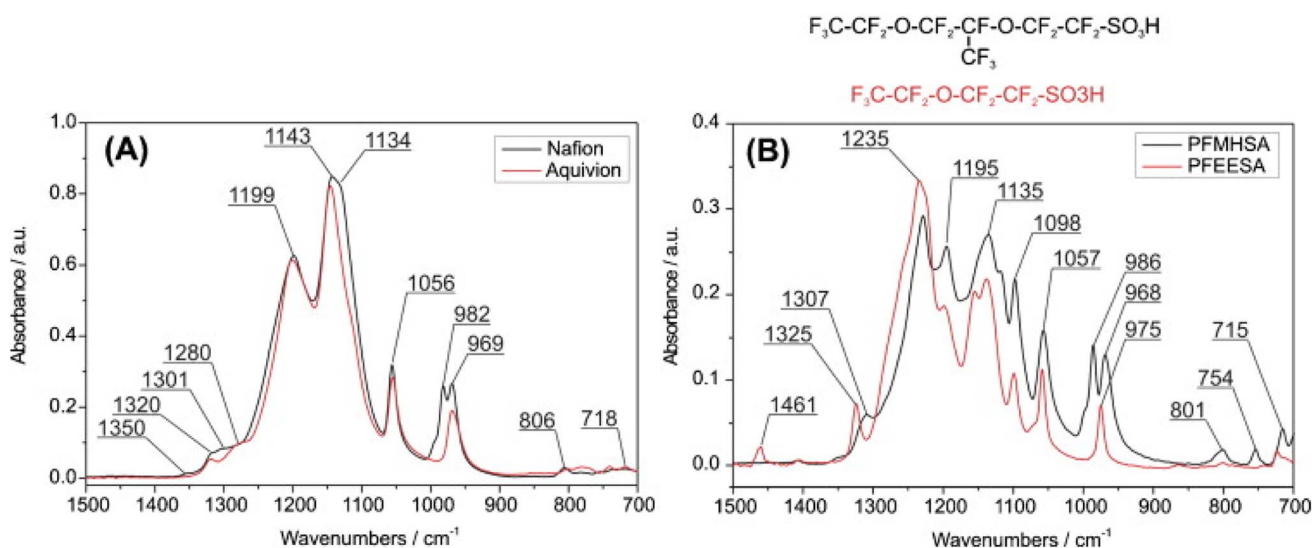 F₃C-CF₂-O-CF₂-CF-O-CF₂-CF₂-SO₃H
CF₃
F₃C-CF₂-O-CF₂-CF₂-SO3H
(A)
Nafion
Aquivion
1143
1134
1199
1056
982
969
1280
1301
1320
1350
806
718
1.0
0.8
0.6
0.4
0.2
0.0
Absorbance / a.u.
1500 1400 1300 1200 1100 1000 900 800 700
Wavenumbers / cm⁻¹
(B)
PFMHSA
PFEESA
1235
1195
1135
1098
1057
986
968
975
1307
1325
1461
715
754
801
0.4
0.3
0.2
0.1
0.0
Absorbance / a.u.
1500 1400 1300 1200 1100 1000 900 800 700
Wavenumbers / cm⁻¹